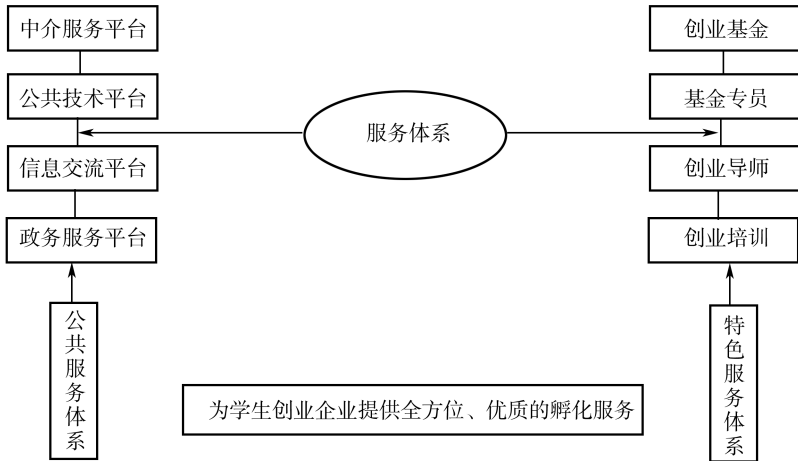 中介服务平台
公共技术平台
信息交流平台
政务服务平台
公共服务体系
服务体系
创业基金
基金专员
创业导师
创业培训
特色服务体系
为学生创业企业提供全方位、优质的孵化服务